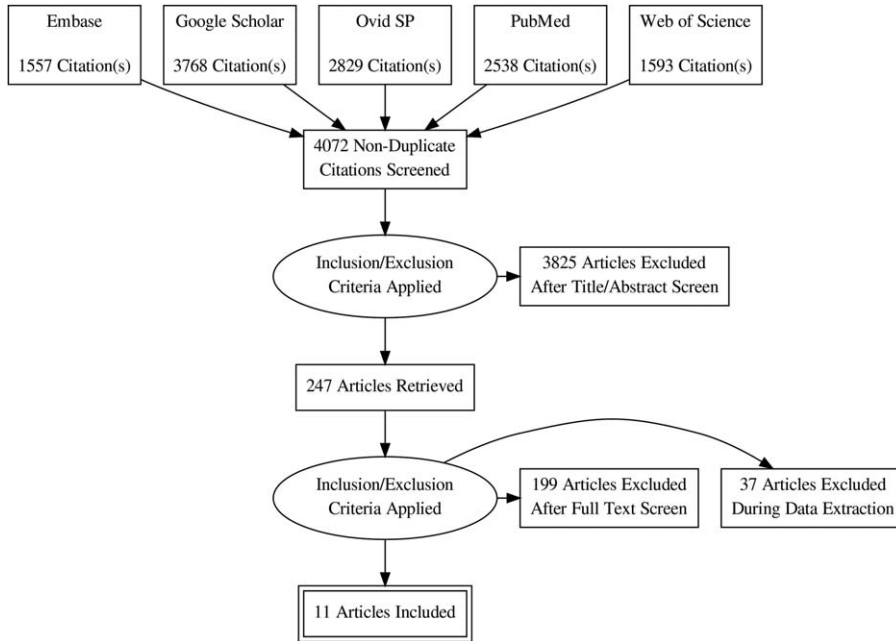 Embase
1557 Citation(s)
Google Scholar
3768 Citation(s)
Ovid SP
2829 Citation(s)
PubMed
2538 Citation(s)
Web of Science
1593 Citation(s)
4072 Non-Duplicate
Citations Screened
Inclusion/Exclusion
Criteria Applied
3825 Articles Excluded
After Title/Abstract Screen
247 Articles Retrieved
Inclusion/Exclusion
Criteria Applied
199 Articles Excluded
After Full Text Screen
37 Articles Excluded
During Data Extraction
11 Articles Included